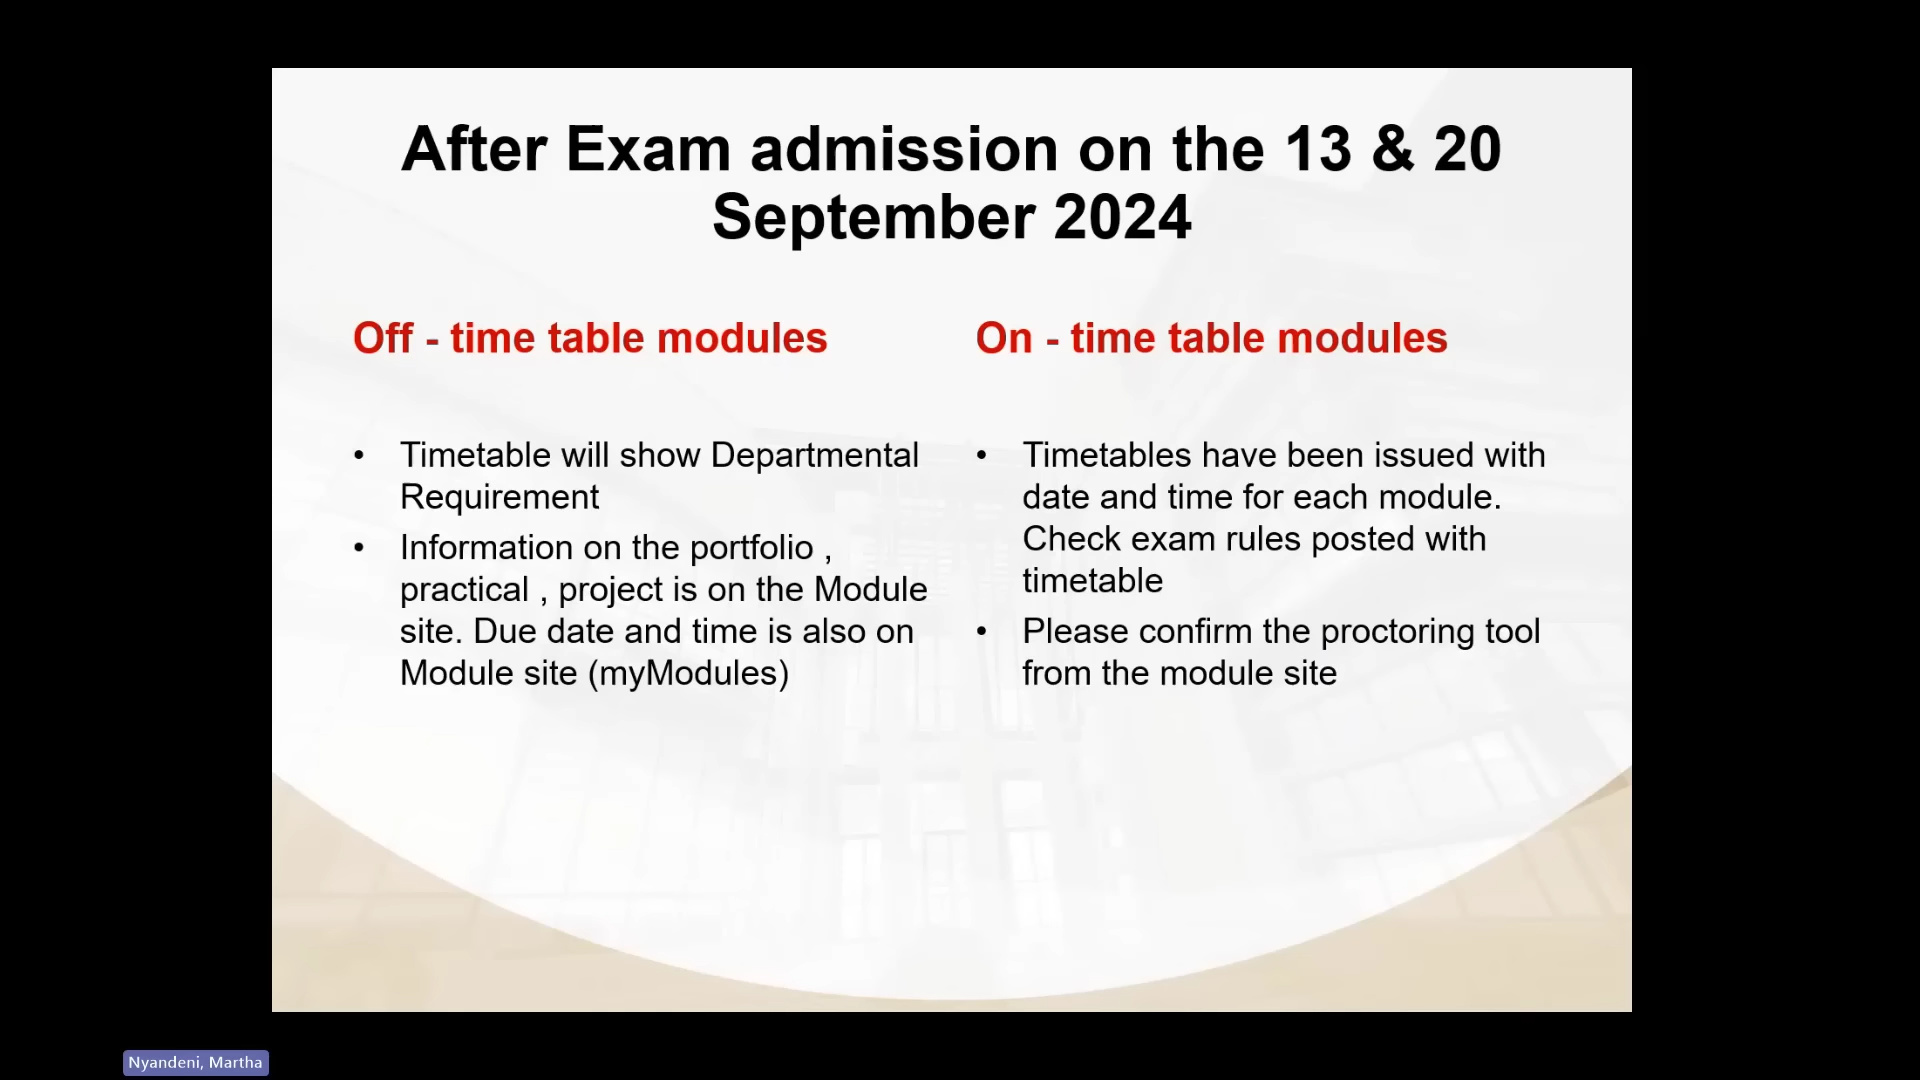 After Exam admission on the 13 & 20
September 2024
Off - time table modules
• Timetable will show Departmental
Requirement
• Information on the portfolio ,
practical , project is on the Module
site. Due date and time is also on
Module site (myModules)
On - time table modules
• Timetables have been issued with
date and time for each module.
Check exam rules posted with
timetable
• Please confirm the proctoring tool
from the module site
Nyandeni, Martha